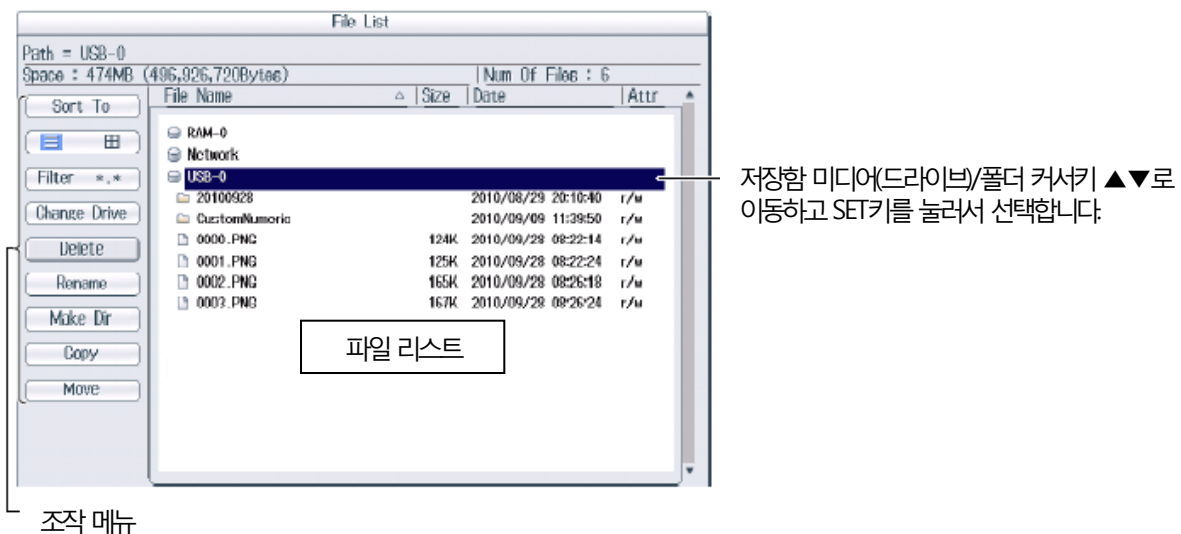 File List
Path = USB-0
Space : 474MB (496,926,720Bytes) Num Of Files : 6
File Name △ Size Date Attr ▲
Sort To
Filter *.*
Change Drive
Delete
Rename
Make Dir
Copy
Move
RAM-0
Network
USB-0
20100928 2010/08/29 20:10:40 r/w
CustomNumeric 2010/09/09 11:39:50 r/w
0000.PNG 124K 2010/09/28 08:22:14 r/w
0001.PNG 125K 2010/09/28 08:22:24 r/w
0002.PNG 165K 2010/09/28 08:26:18 r/w
0003.PNG 167K 2010/09/28 08:26:24 r/w
파일 리스트
저장함 미디어(드라이브)/폴더 커서키 ▲▼로
이동하고 SET키를 눌러서 선택합니다.
조작 메뉴